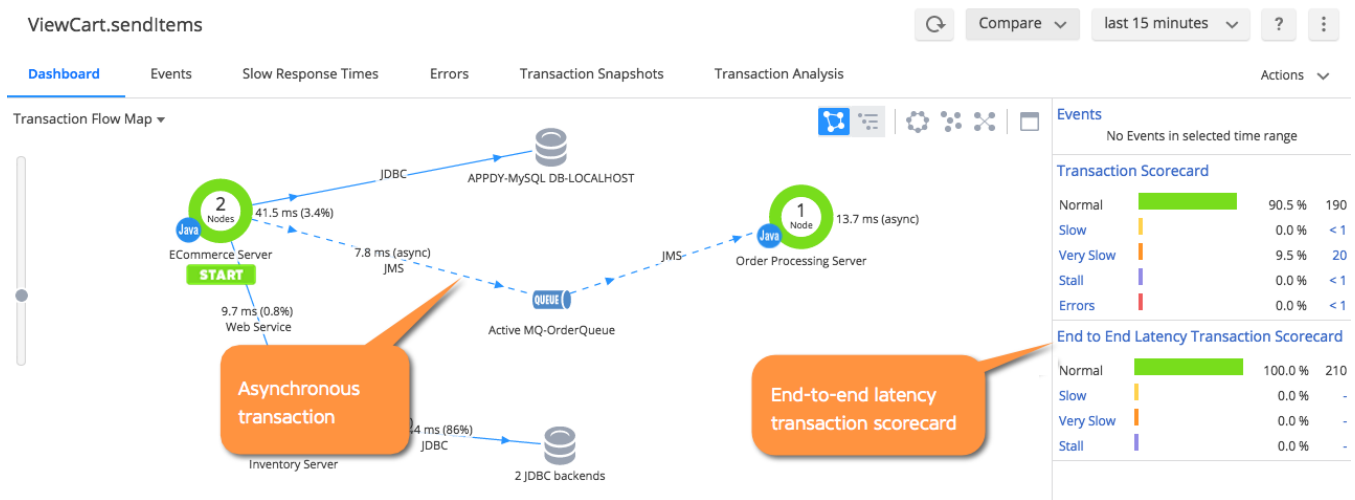 ViewCart.sendItems
Compare
last 15 minutes
?
Dashboard
Events
Slow Response Times
Errors
Transaction Snapshots
Transaction Analysis
Actions
Transaction Flow Map
JDBC
APPDY-MySQL DB-LOCALHOST
2
Nodes
Java
41.5 ms (3.4%)
ECommerce Server
START
7.8 ms (async)
JMS
QUEUE
Active MQ-OrderQueue
JMS
1
Node
Java
13.7 ms (async)
Order Processing Server
9.7 ms (0.8%)
Web Service
Asynchronous
transaction
4 ms (86%)
JDBC
Inventory Server
2 JDBC backends
End-to-end latency
transaction scorecard
Events
No Events in selected time range
Transaction Scorecard
Normal 90.5 % 190
Slow 0.0 % < 1
Very Slow 9.5 % 20
Stall 0.0 % < 1
Errors 0.0 % < 1
End to End Latency Transaction Scorecard
Normal 100.0 % 210
Slow 0.0 % -
Very Slow 0.0 % -
Stall 0.0 % -